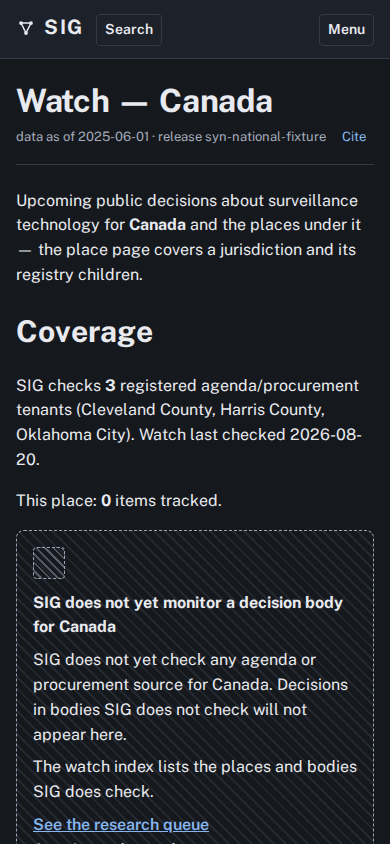 SIG Search Menu
Watch — Canada
data as of 2025-06-01 · release syn-national-fixture Cite
Upcoming public decisions about surveillance
technology for Canada and the places under it
— the place page covers a jurisdiction and its
registry children.
Coverage
SIG checks 3 registered agenda/procurement
tenants (Cleveland County, Harris County,
Oklahoma City). Watch last checked 2026-08-
20.
This place: 0 items tracked.
SIG does not yet monitor a decision body
for Canada
SIG does not yet check any agenda or
procurement source for Canada. Decisions
in bodies SIG does not check will not
appear here.
The watch index lists the places and bodies
SIG does check.
See the research queue